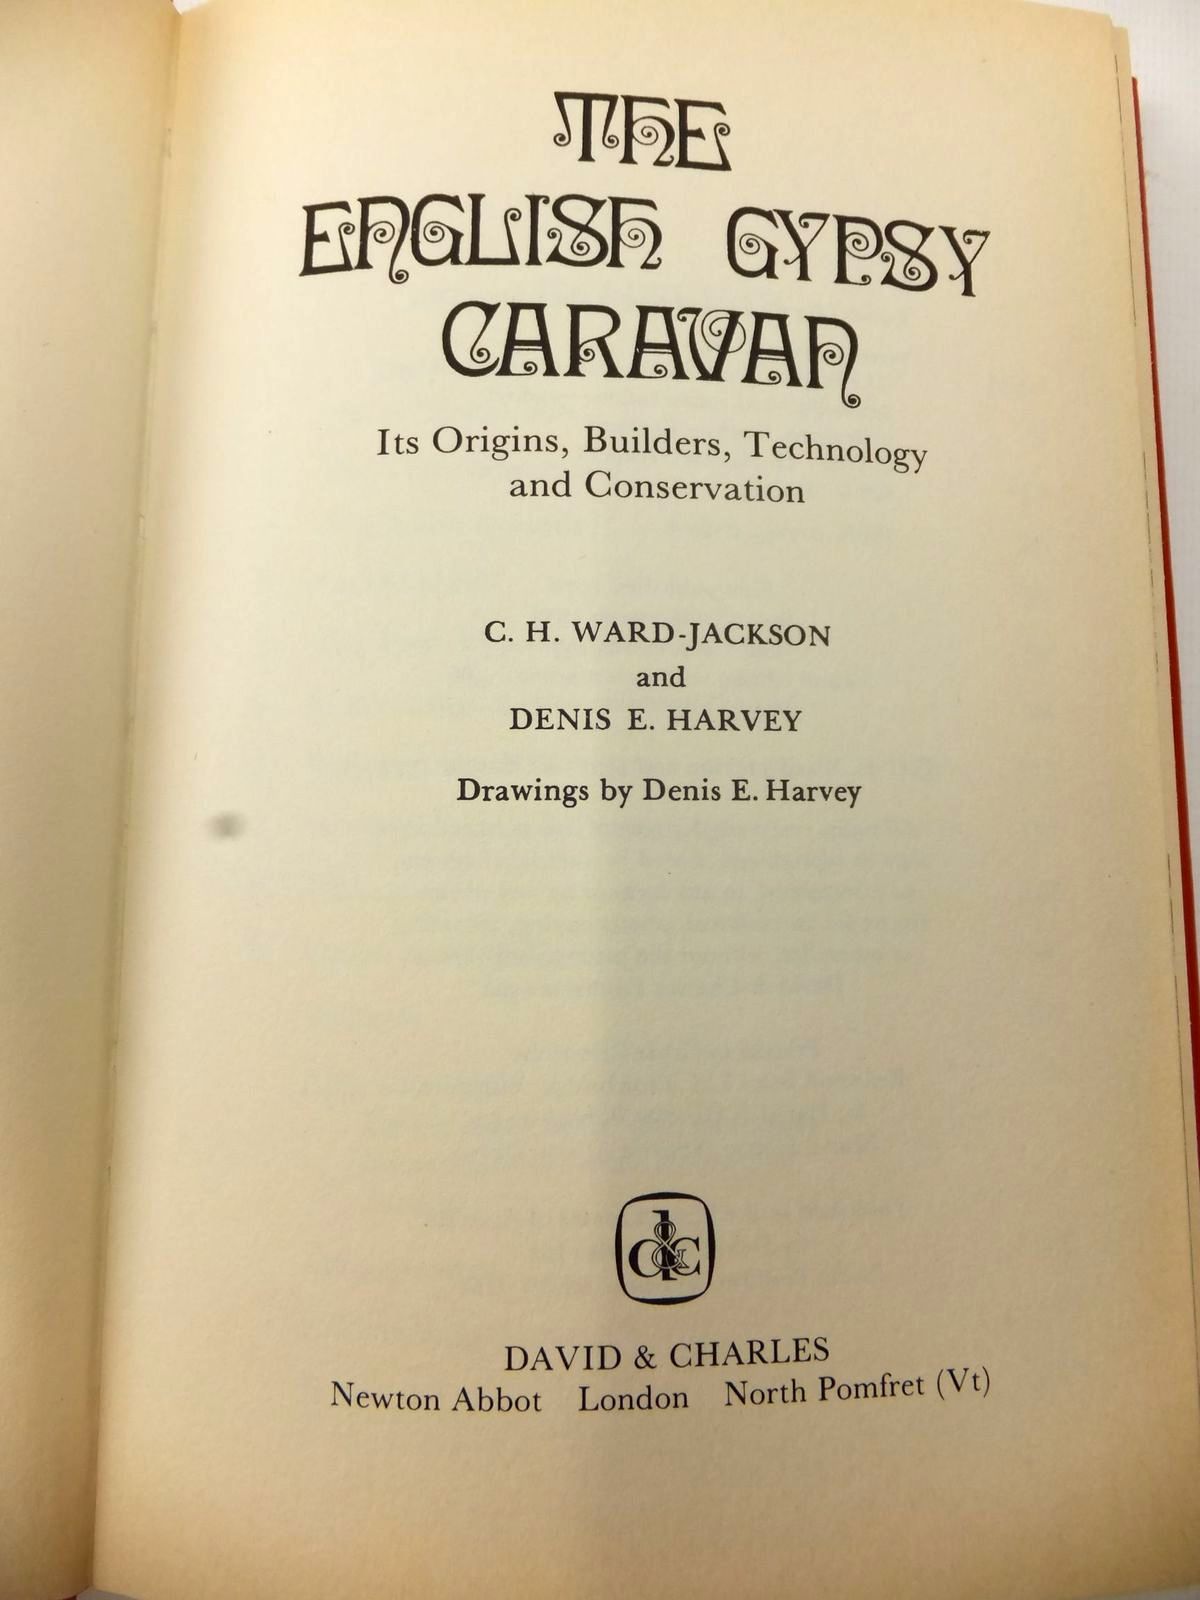 THE
ENGLISH GYPSY
CARAVAN
Its Origins, Builders, Technology
and Conservation
C. H. WARD-JACKSON
and
DENIS E. HARVEY
Drawings by Denis E. Harvey
d&c
DAVID & CHARLES
Newton Abbot London North Pomfret (Vt)